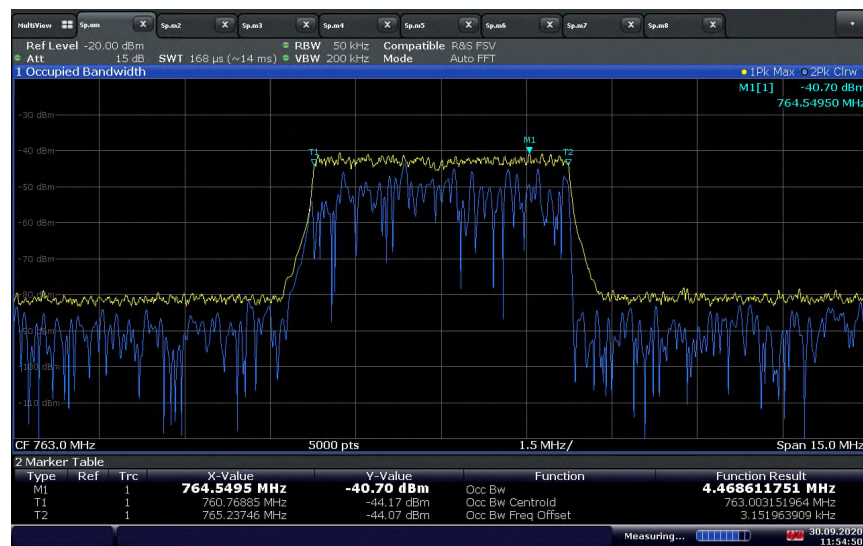 MultiView Sp.um X Sp.m2 X Sp.m3 X Sp.m4 X Sp.m5 X Sp.m6 X Sp.m7 X Sp.m8 X
Ref Level -20.00 dBm RBW 50 kHz Compatible R&S FSV
Att 15 dB SWT 168 µs (~14 ms) VBW 200 kHz Mode Auto FFT
1 Occupied Bandwidth 1Pk Max 2Pk Clrw
M1[1] -40.70 dBm
764.54950 MHz
-30 dBm
-40 dBm
M1
T1
T2
-50 dBm
-60 dBm
-70 dBm
-80 dBm
-90 dBm
-100 dBm
-110 dBm
CF 763.0 MHz 5000 pts 1.5 MHz/ Span 15.0 MHz
2 Marker Table
Type Ref Trc X-Value Y-Value Function Function Result
M1 1 764.5495 MHz -40.70 dBm Occ Bw 4.468611751 MHz
T1 1 760.76885 MHz -44.17 dBm Occ Bw Centroid 763.003151964 MHz
T2 1 765.23746 MHz -44.07 dBm Occ Bw Freq Offset 3.151963909 kHz
Measuring... 30.09.2020
11:54:50